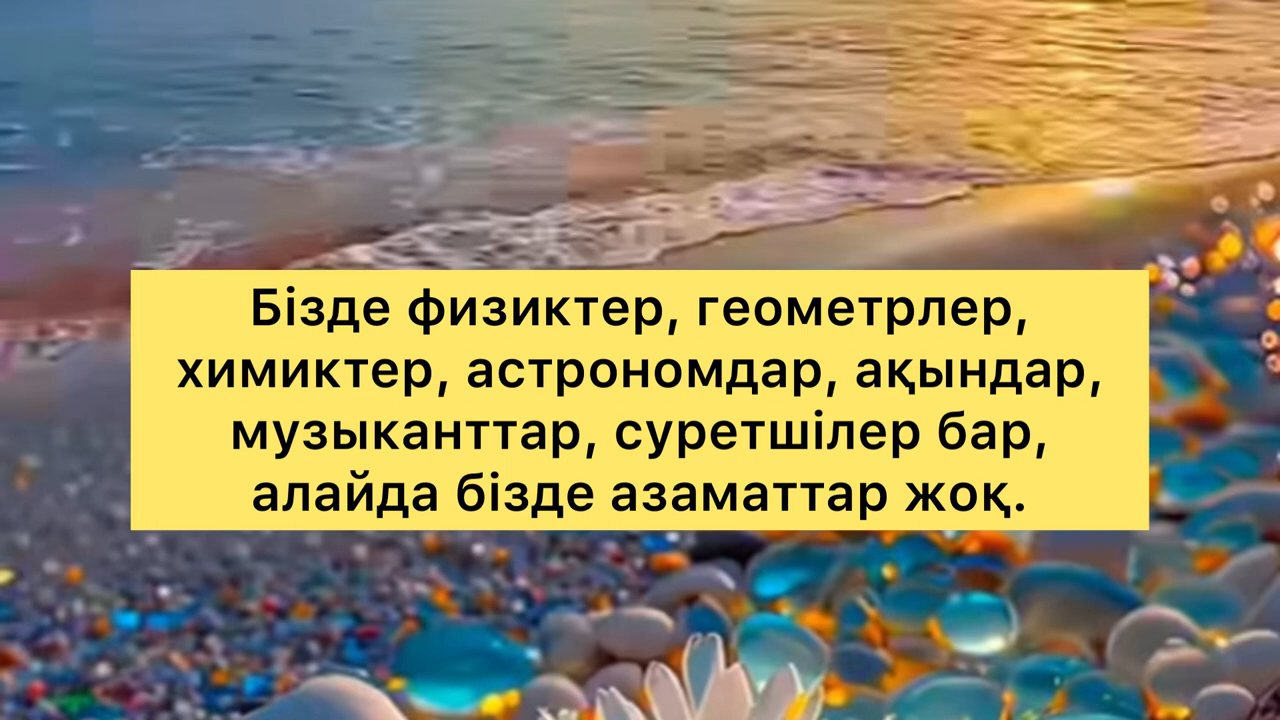 Бізде физиктер, геометрлер,
химиктер, астрономдар, ақындар,
музыканттар, суретшілер бар,
алайда бізде азаматтар жоқ.